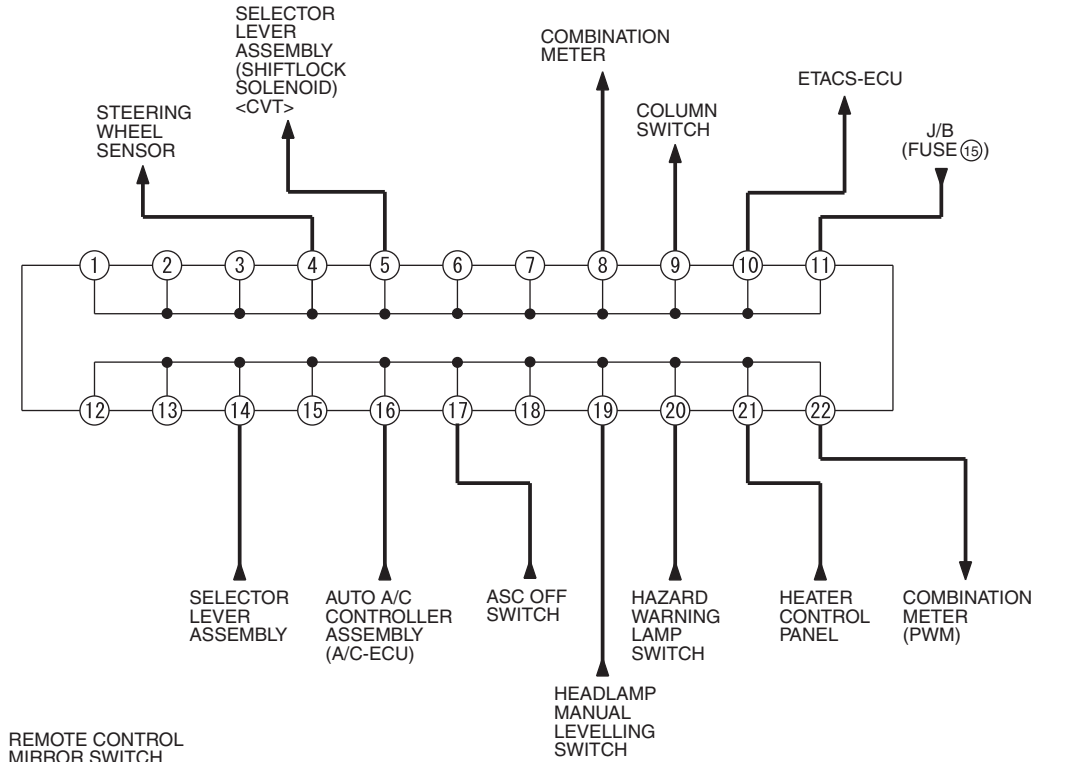 SELECTOR
LEVER
ASSEMBLY
(SHIFTLOCK
SOLENOID)
<CVT>
COMBINATION
METER
ETACS-ECU
STEERING
WHEEL
SENSOR
COLUMN
SWITCH
J/B
(FUSE 15)
1 2 3 4 5 6 7 8 9 10 11
12 13 14 15 16 17 18 19 20 21 22
SELECTOR
LEVER
ASSEMBLY
AUTO A/C
CONTROLLER
ASSEMBLY
(A/C-ECU)
ASC OFF
SWITCH
HAZARD
WARNING
LAMP
SWITCH
HEATER
CONTROL
PANEL
COMBINATION
METER
(PWM)
HEADLAMP
MANUAL
LEVELLING
SWITCH
REMOTE CONTROL
MIRROR SWITCH